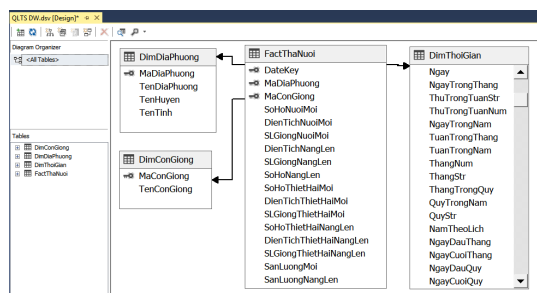 QLTS DW.dsv [Design]*
Diagram Organizer
<All Tables>
Tables
DimConGiong
DimDiaPhuong
DimThoiGian
FactThaNuoi
DimDiaPhuong
MaDiaPhuong
TenDiaPhuong
TenHuyen
TenTinh
DimConGiong
MaConGiong
TenConGiong
FactThaNuoi
DateKey
MaDiaPhuong
MaConGiong
SoHoNuoiMoi
DienTichNuoiMoi
SLGiongNuoiMoi
DienTichNangLen
SLGiongNangLen
SoHoNangLen
SoHoThietHaiMoi
DienTichThietHaiMoi
SLGiongThietHaiMoi
SoHoThietHaiNangLen
DienTichThietHaiNangLen
SLGiongThietHaiNangLen
SanLuongMoi
SanLuongNangLen
DimThoiGian
Ngay
NgayTrongThang
ThuTrongTuanStr
ThuTrongTuanNum
NgayTrongNam
TuanTrongThang
TuanTrongNam
ThangNum
ThangStr
ThangTrongQuy
QuyTrongNam
QuyStr
NamTheoLich
NgayDauThang
NgayCuoiThang
NgayDauQuy
NgayCuoiQuy